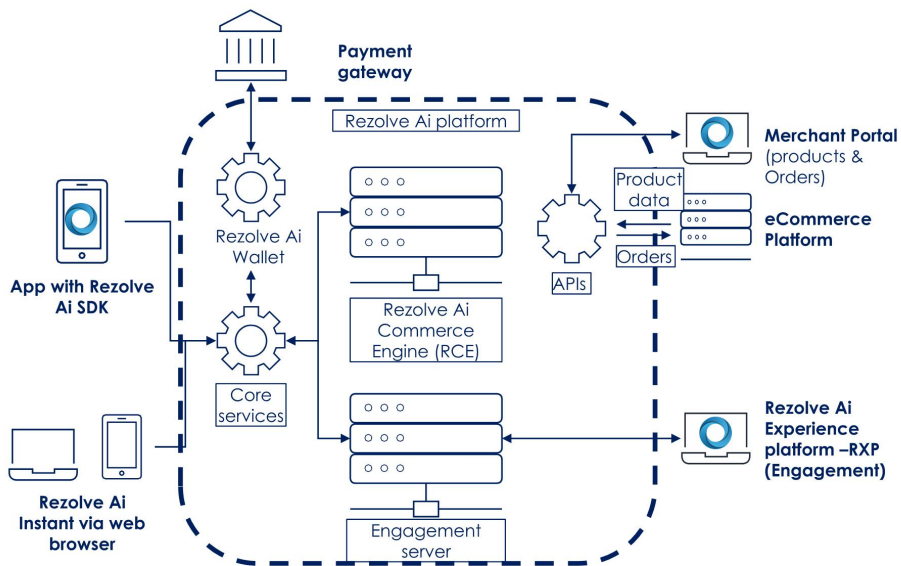 Payment
gateway
Rezolve Ai platform
Merchant Portal
(products &
Orders)
Product
data
eCommerce
Platform
Orders
APIs
Rezolve Ai
Wallet
App with Rezolve
Ai SDK
Rezolve Ai
Commerce
Engine (RCE)
Core
services
Rezolve Ai
Experience
platform –RXP
(Engagement)
Rezolve Ai
Instant via web
browser
Engagement
server